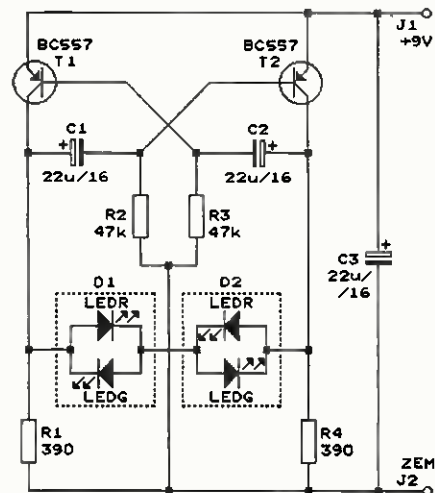 J1
+9V
BC557
T1
BC557
T2
C1
+
22u/16
C2
+
22u/16
R2
47k
R3
47k
C3
+
22u/
/16
D1
LEDR
LEDG
D2
LEDR
LEDG
R1
390
R4
390
ZEM
J2